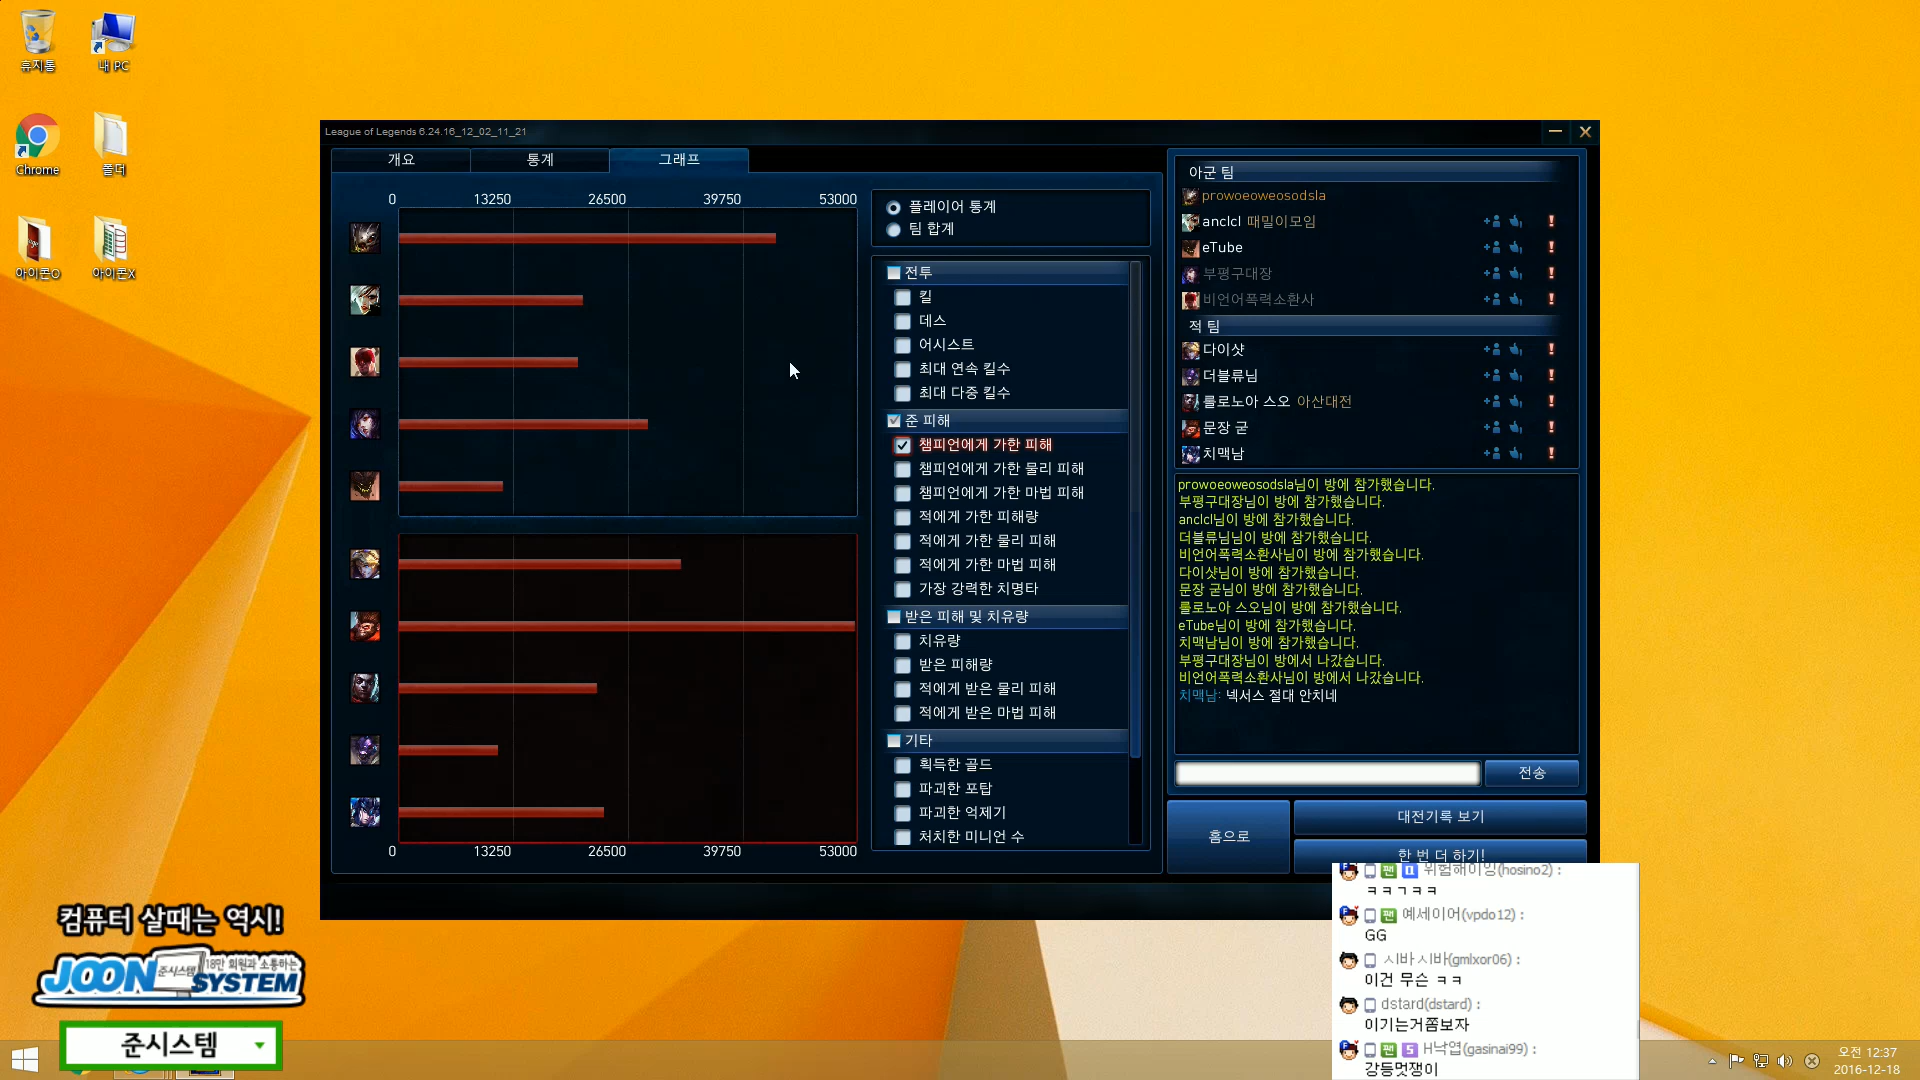 휴지통
내 PC
Chrome
폴더
아이콘O
아이콘X
League of Legends 6.24.16_12_02_11_21
개요
통계
그래프
0 13250 26500 39750 53000
0 13250 26500 39750 53000
플레이어 통계
팀 합계
전투
킬
데스
어시스트
최대 연속 킬수
최대 다중 킬수
준 피해
챔피언에게 가한 피해
챔피언에게 가한 물리 피해
챔피언에게 가한 마법 피해
적에게 가한 피해량
적에게 가한 물리 피해
적에게 가한 마법 피해
가장 강력한 치명타
받은 피해 및 치유량
치유량
받은 피해량
적에게 받은 물리 피해
적에게 받은 마법 피해
기타
획득한 골드
파괴한 포탑
파괴한 억제기
처치한 미니언 수
아군 팀
prowoeoweosodsla
anclcl 때밀이모임
eTube
부평구대장
비언어폭력소환사
적 팀
다이샷
더블류님
롤로노아 스오 아산대전
문장 굳
치맥남
prowoeoweosodsla님이 방에 참가했습니다.
부평구대장님이 방에 참가했습니다.
anclcl님이 방에 참가했습니다.
더블류님님이 방에 참가했습니다.
비언어폭력소환사님이 방에 참가했습니다.
다이샷님이 방에 참가했습니다.
문장 굳님이 방에 참가했습니다.
롤로노아 스오님이 방에 참가했습니다.
eTube님이 방에 참가했습니다.
치맥남님이 방에 참가했습니다.
부평구대장님이 방에서 나갔습니다.
비언어폭력소환사님이 방에서 나갔습니다.
치맥남: 넥서스 절대 안치네
전송
홈으로
대전기록 보기
한 번 더 하기!
팬 위험해이잉(hosino2) :
ㅋㅋㄱㅋㅋ
팬 예세이어(vpdo12) :
GG
시바시바(gmlxor06) :
이건 무슨 ㅋㅋ
dstard(dstard) :
이기는거쫌보자
팬 5 H낙엽(gasinai99) :
강등멋쟁이
컴퓨터 살때는 역시!
준시스템 18만 회원과 소통하는
JOON SYSTEM
준시스템
오전 12:37
2016-12-18